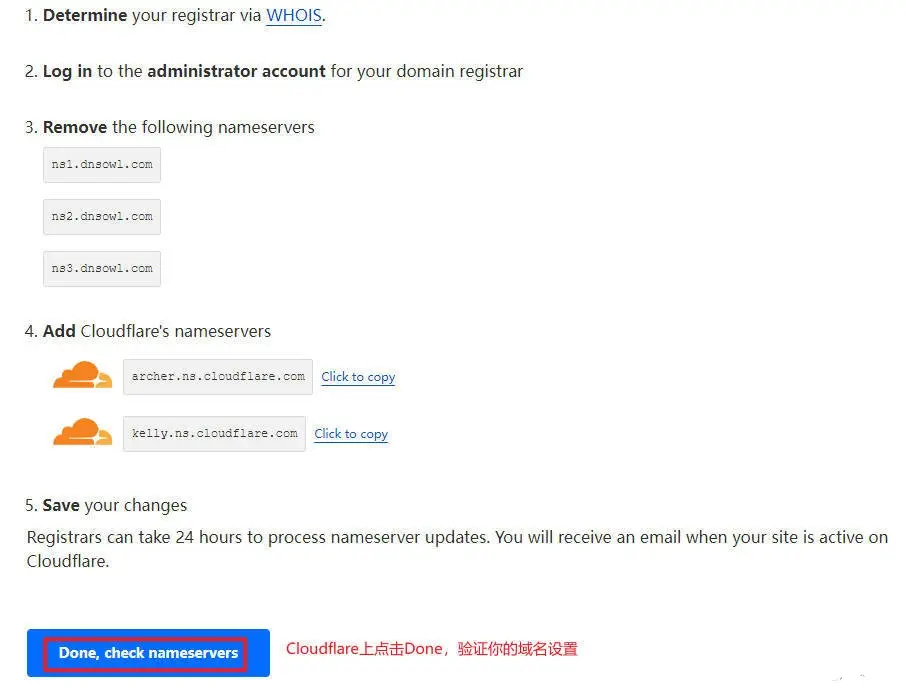 1. Determine your registrar via WHOIS.
2. Log in to the administrator account for your domain registrar
3. Remove the following nameservers
ns1.dnsowl.com
ns2.dnsowl.com
ns3.dnsowl.com
4. Add Cloudflare's nameservers
archer.ns.cloudflare.com Click to copy
kelly.ns.cloudflare.com Click to copy
5. Save your changes
Registrars can take 24 hours to process nameserver updates. You will receive an email when your site is active on
Cloudflare.
Done, check nameservers Cloudflare上点击Done，验证你的域名设置